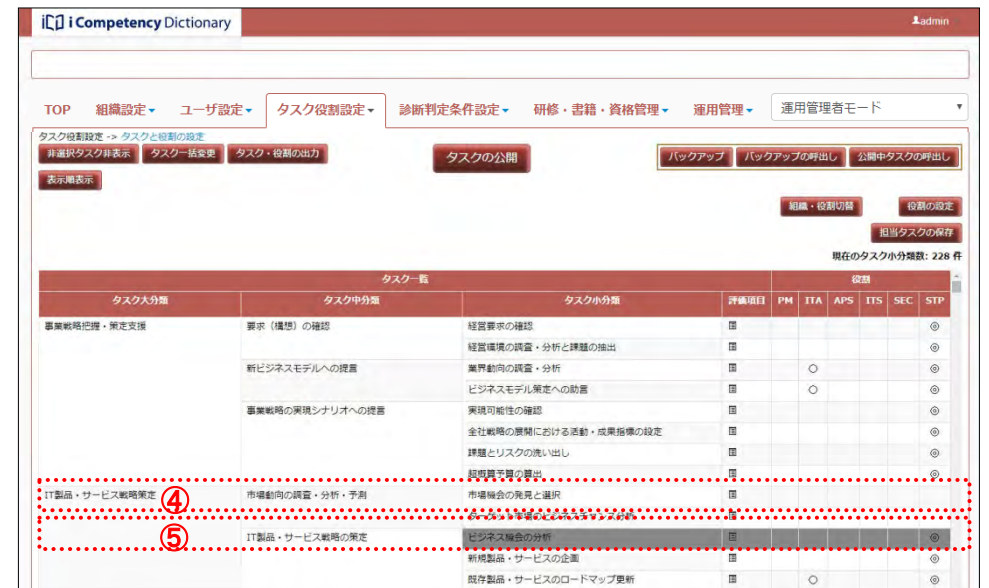 iCD i Competency Dictionary
admin
TOP 組織設定 ユーザ設定 タスク役割設定 診断判定条件設定 研修・書籍・資格管理 運用管理 運用管理者モード
タスク役割設定 -> タスクと役割の設定
非選択タスク非表示 タスク一括変更 タスク・役割の出力 タスクの公開 バックアップ バックアップの呼出し 公開中タスクの呼出し
表示順表示
組織・役割切替 役割の設定
担当タスクの保存
現在のタスク小分類数: 228 件
タスク一覧 役割
タスク大分類 タスク中分類 タスク小分類 評価項目 PM ITA APS ITS SEC STP
事業戦略把握・策定支援 要求（構想）の確認 経営要求の確認 ◎
経営環境の調査・分析と課題の抽出 ◎
新ビジネスモデルへの提言 業界動向の調査・分析 ○ ◎
ビジネスモデル策定への助言 ○ ◎
事業戦略の実現シナリオへの提言 実現可能性の確認 ◎
全社戦略の展開における活動・成果指標の設定 ◎
課題とリスクの洗い出し ◎
超概算予算の算出 ◎
IT製品・サービス戦略策定 ④ 市場動向の調査・分析・予測 市場機会の発見と選択
ターゲット市場のビジネスチャンス分析
⑤ IT製品・サービス戦略の策定 ビジネス機会の分析 ◎
新規製品・サービスの企画 ◎
既存製品・サービスのロードマップ更新 ○ ◎